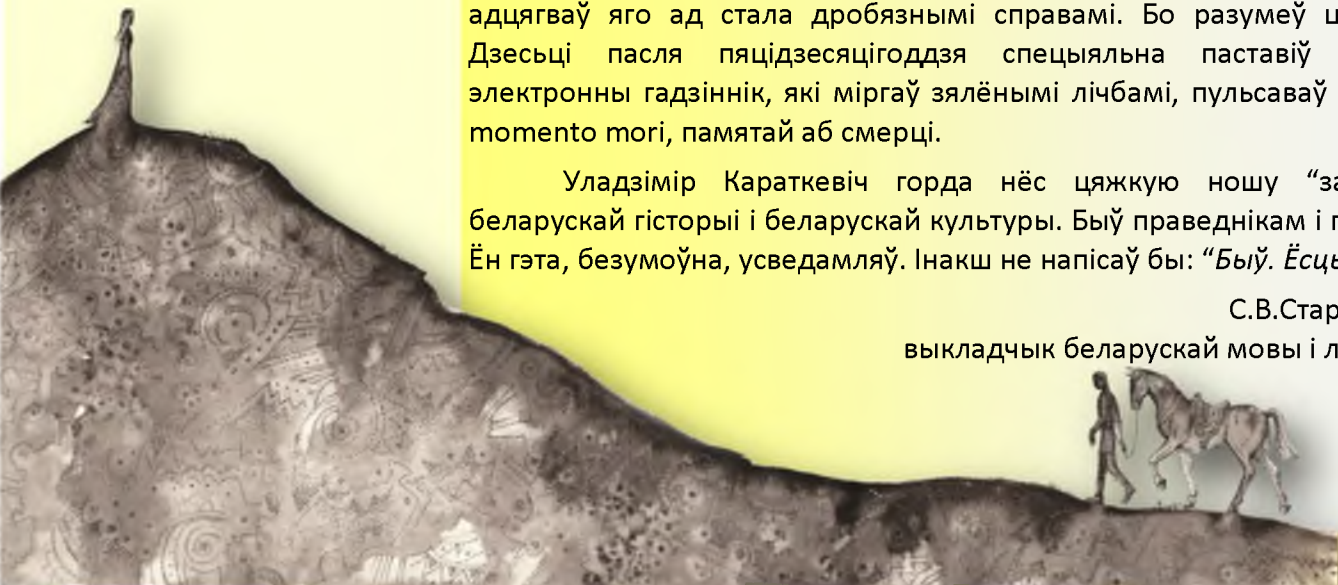 адцягваў яго ад стала дробязнымі справамі. Бо разумеў
Дзесьці пасля пяцідзесяцігоддзя спецыяльна паставіў
электронны гадзіннік, які міргаў зялёнымі лічбамі, пульсаваў
momento mori, памятай аб смерці.
Уладзімір Караткевіч горда нёс цяжкую ношу
беларускай гісторыі і беларускай культуры. Быў праведнікам і
Ён гэта, безумоўна, усведамляў. Інакш не напісаў бы: “Быў.
С.В.
выкладчык беларускай мовы і